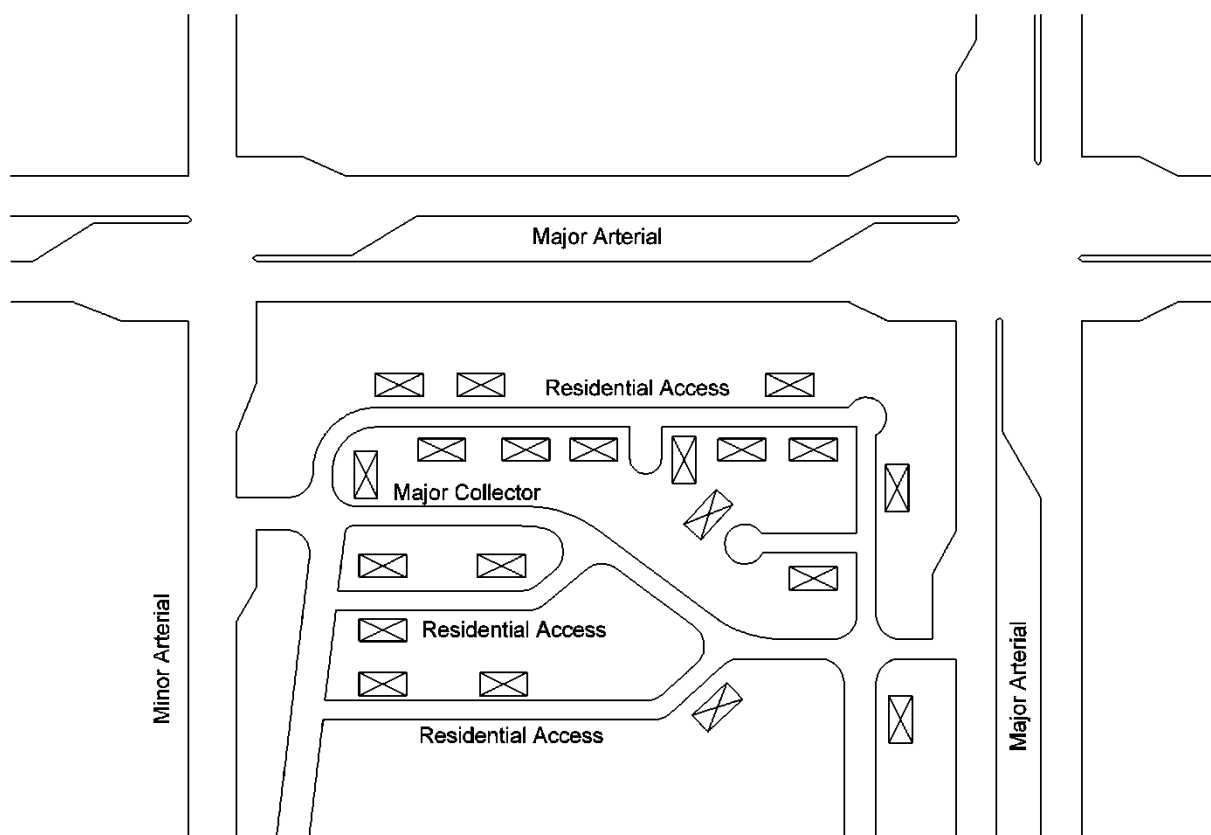 Major Arterial
Residential Access
Major Collector
Residential Access
Minor Arterial
Major Arterial
Residential Access